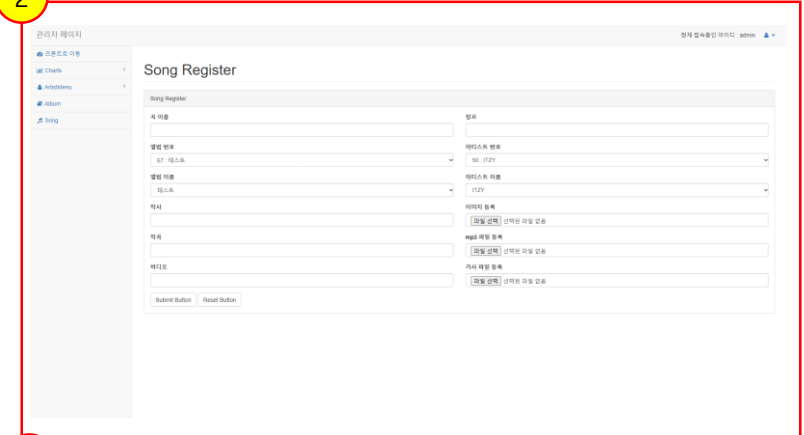 2
관리자 페이지
현재 접속중인 아이디 : admin
프론트로 이동
Charts
ArtistMenu
Album
Song
Song Register
Song Register
곡 이름
장르
앨범 번호
아티스트 번호
67 : 테스트
50 : ITZY
앨범 이름
아티스트 이름
테스트
ITZY
작사
이미지 등록
파일 선택 선택된 파일 없음
작곡
mp3 파일 등록
파일 선택 선택된 파일 없음
비디오
가사 파일 등록
파일 선택 선택된 파일 없음
Submit Button Reset Button